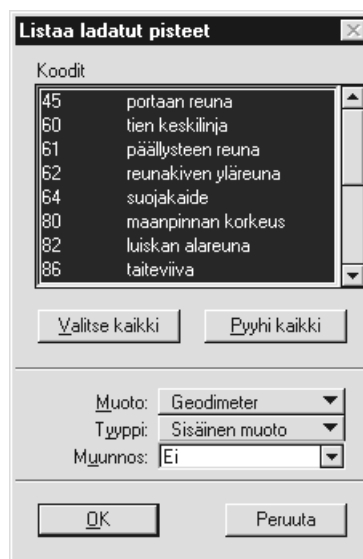 Listaa ladatut pisteet
Koodit
45 portaan reuna
60 tien keskilinja
61 päällysteen reuna
62 reunakiven yläreuna
64 suojakaide
80 maanpinnan korkeus
82 luiskan alareuna
86 taiteviiva
Valitse kaikki Pyyhi kaikki
Muoto: Geodimeter
Tyyppi: Sisäinen muoto
Muunnos: Ei
OK Peruuta